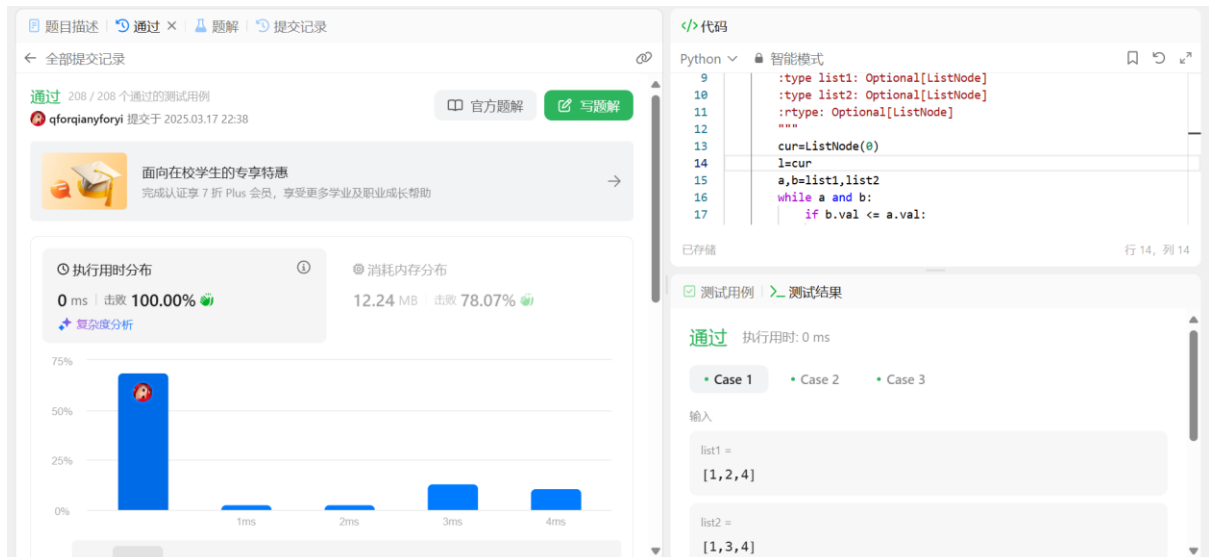 题目描述 通过 × 题解 提交记录
← 全部提交记录
通过 208 / 208 个通过的测试用例
官方题解 写题解
qforqianyforyi 提交于 2025.03.17 22:38
面向在校学生的专享特惠
完成认证享 7 折 Plus 会员，享受更多学业及职业成长帮助
执行用时分布
0 ms 击败 100.00%
复杂度分析
消耗内存分布
12.24 MB 击败 78.07%
75%
50%
25%
0%
1ms 2ms 3ms 4ms
</> 代码
Python 智能模式
9 :type list1: Optional[ListNode]
10 :type list2: Optional[ListNode]
11 :rtype: Optional[ListNode]
12 """
13 cur=ListNode(0)
14 l=cur
15 a,b=list1,list2
16 while a and b:
17 if b.val <= a.val:
已存储 行 14, 列 14
测试用例 >_ 测试结果
通过 执行用时: 0 ms
• Case 1 • Case 2 • Case 3
输入
list1 =
[1,2,4]
list2 =
[1,3,4]